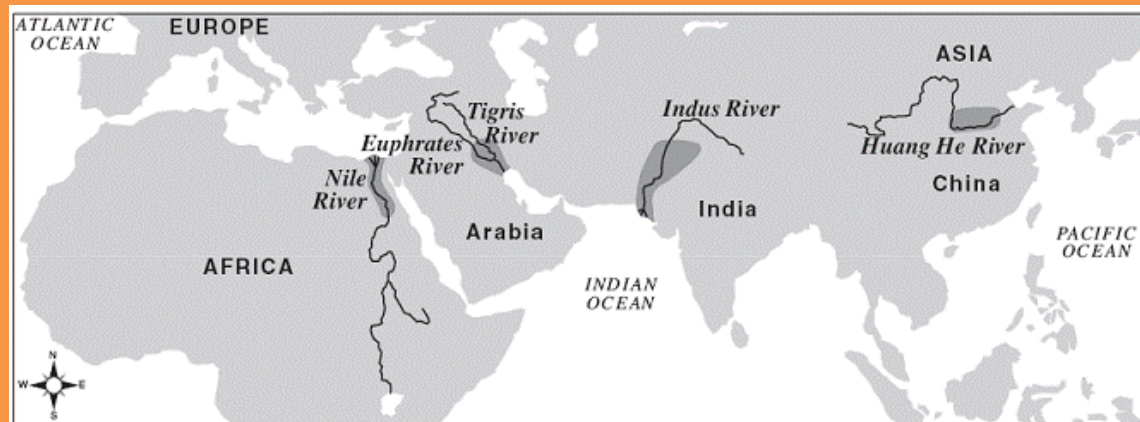 ATLANTIC
OCEAN
EUROPE
ASIA
Tigris
River
Indus River
Euphrates
River
Huang He River
Nile
River
China
India
Arabia
PACIFIC
OCEAN
AFRICA
INDIAN
OCEAN
N
W
E
S